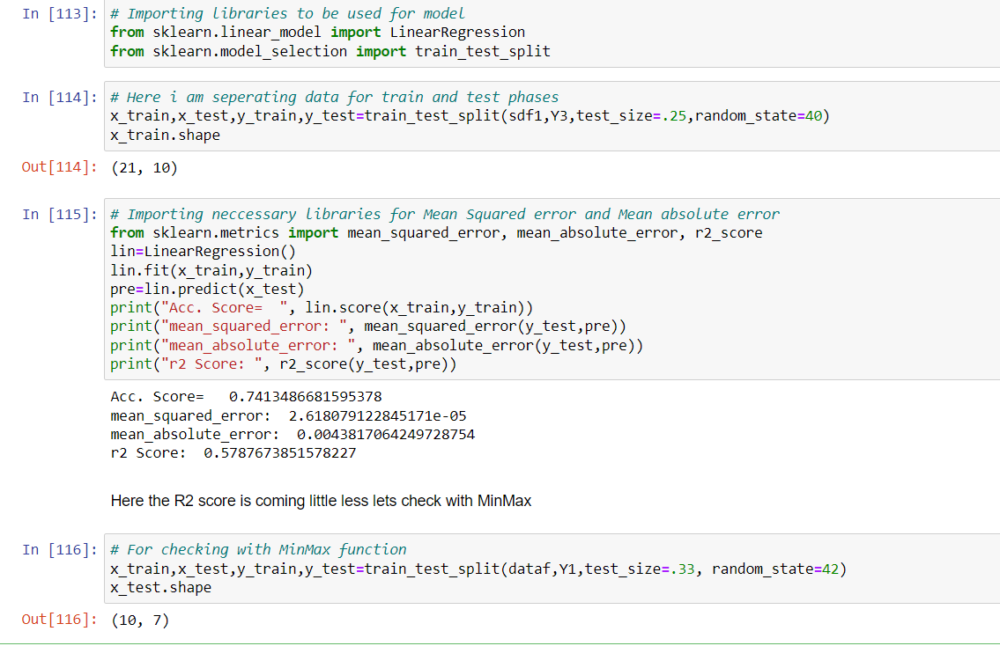 In [113]: # Importing libraries to be used for model
from sklearn.linear_model import LinearRegression
from sklearn.model_selection import train_test_split
In [114]: # Here i am seperating data for train and test phases
x_train,x_test,y_train,y_test=train_test_split(sdf1,Y3,test_size=.25,random_state=40)
x_train.shape
Out[114]: (21, 10)
In [115]: # Importing neccessary libraries for Mean Squared error and Mean absolute error
from sklearn.metrics import mean_squared_error, mean_absolute_error, r2_score
lin=LinearRegression()
lin.fit(x_train,y_train)
pre=lin.predict(x_test)
print("Acc. Score=  ", lin.score(x_train,y_train))
print("mean_squared_error: ", mean_squared_error(y_test,pre))
print("mean_absolute_error: ", mean_absolute_error(y_test,pre))
print("r2 Score: ", r2_score(y_test,pre))
Acc. Score=   0.7413486681595378
mean_squared_error:  2.618079122845171e-05
mean_absolute_error:  0.0043817064249728754
r2 Score:  0.5787673851578227
Here the R2 score is coming little less lets check with MinMax
In [116]: # For checking with MinMax function
x_train,x_test,y_train,y_test=train_test_split(dataf,Y1,test_size=.33, random_state=42)
x_test.shape
Out[116]: (10, 7)